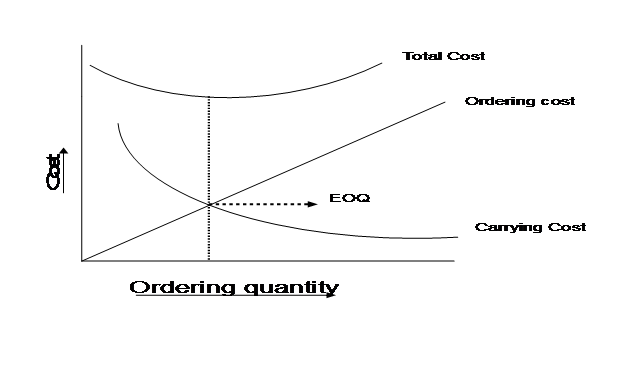 Total Cost
Ordering cost
Cost
EOQ
Carrying Cost
Ordering quantity